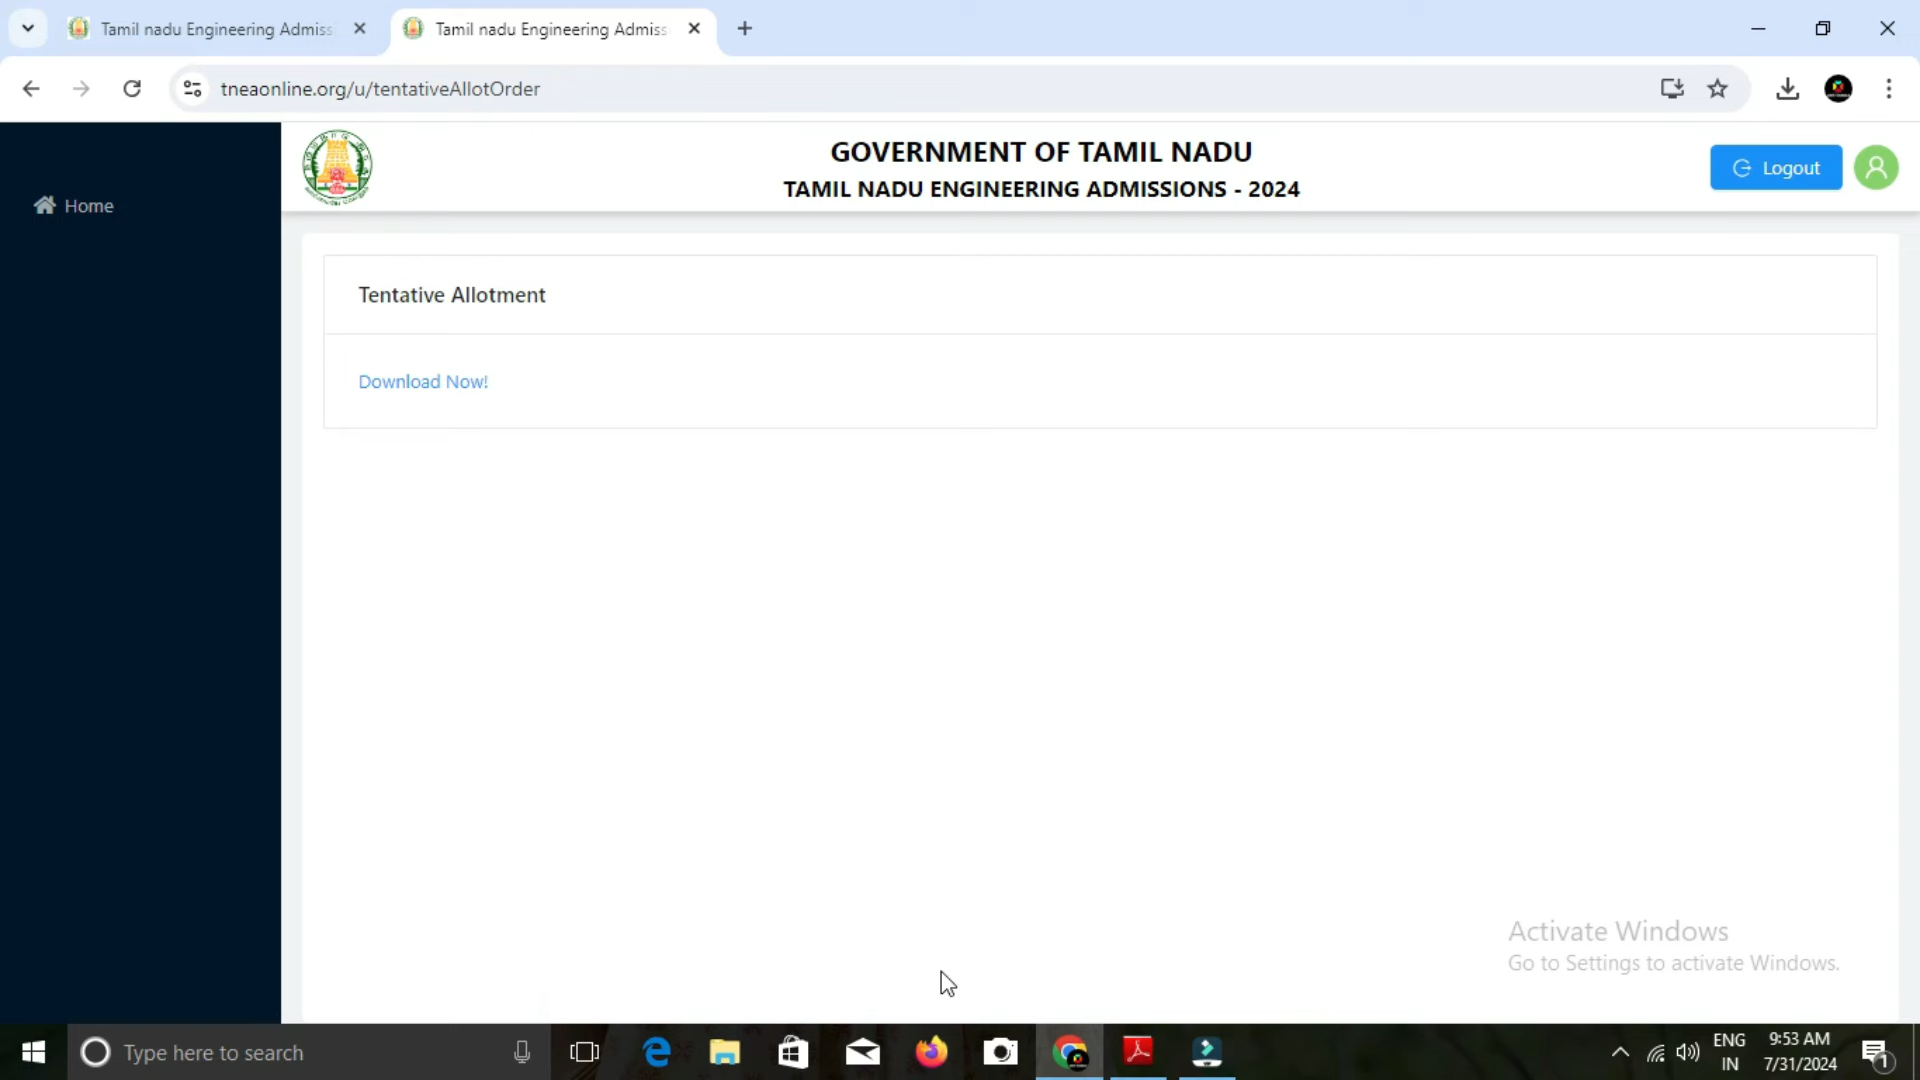 Tamil nadu Engineering Admiss
Tamil nadu Engineering Admiss
tneaonline.org/u/tentativeAllotOrder
GOVERNMENT OF TAMIL NADU
TAMIL NADU ENGINEERING ADMISSIONS - 2024
Logout
Home
Tentative Allotment
Download Now!
Activate Windows
Go to Settings to activate Windows.
Type here to search
ENG
IN
9:53 AM
7/31/2024
1